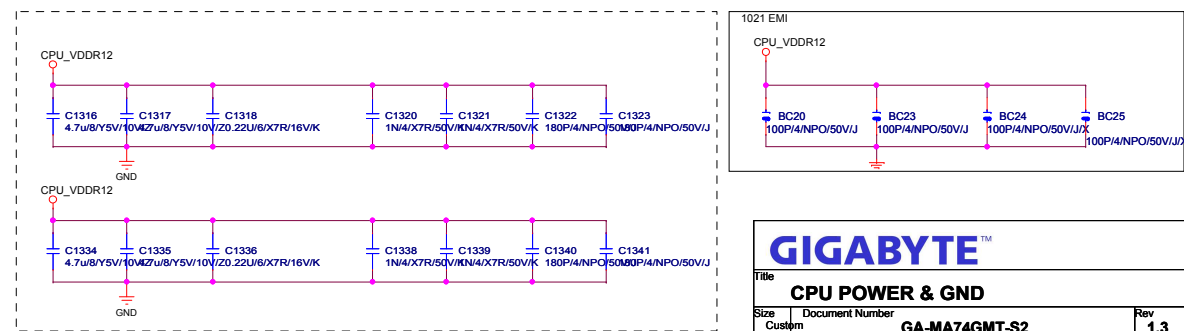 CPU_VDDR12
C1316
4.7u/8/Y5V/10V/Z
C1317
4.7u/8/Y5V/10V/Z
C1318
0.22U/6/X7R/16V/K
C1320
1N/4/X7R/50V/K
C1321
1N/4/X7R/50V/K
C1322
180P/4/NPO/50V/J
C1323
180P/4/NPO/50V/J
GND
CPU_VDDR12
C1334
4.7u/8/Y5V/10V/Z
C1335
4.7u/8/Y5V/10V/Z
C1336
0.22U/6/X7R/16V/K
C1338
1N/4/X7R/50V/K
C1339
1N/4/X7R/50V/K
C1340
180P/4/NPO/50V/J
C1341
180P/4/NPO/50V/J
GND
1021 EMI
CPU_VDDR12
BC20
100P/4/NPO/50V/J
BC23
100P/4/NPO/50V/J
BC24
100P/4/NPO/50V/J/X
BC25
100P/4/NPO/50V/J/X
GIGABYTE™
Title
CPU POWER & GND
Size
Custom
Document Number
GA-MA74GMT-S2
Rev
1.3